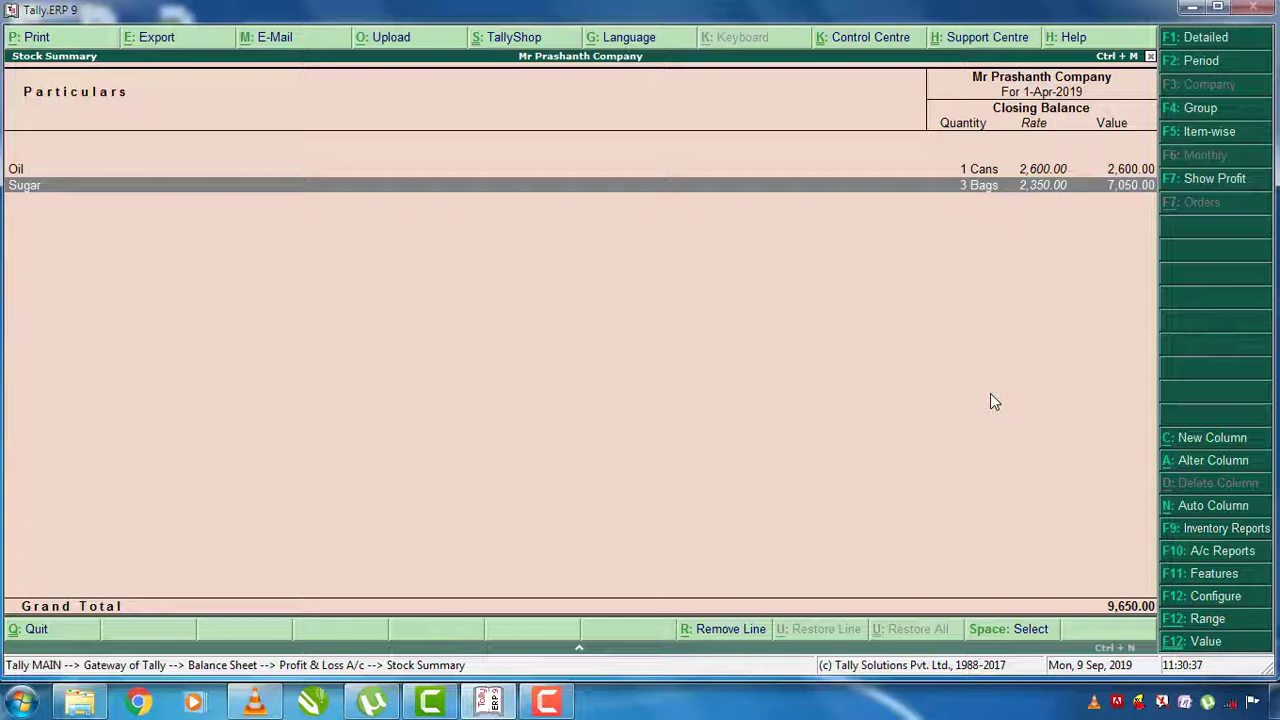 Tally.ERP 9
P: Print E: Export M: E-Mail O: Upload S: TallyShop G: Language K: Keyboard K: Control Centre H: Support Centre H: Help
Stock Summary Mr Prashanth Company Ctrl + M
Particulars
Mr Prashanth Company
For 1-Apr-2019
Closing Balance
Quantity Rate Value
Oil 1 Cans 2,600.00 2,600.00
Sugar 3 Bags 2,350.00 7,050.00
Grand Total 9,650.00
F1: Detailed
F2: Period
F3: Company
F4: Group
F5: Item-wise
F6: Monthly
F7: Show Profit
F7: Orders
C: New Column
A: Alter Column
D: Delete Column
N: Auto Column
F9: Inventory Reports
F10: A/c Reports
F11: Features
F12: Configure
F12: Range
F12: Value
Q: Quit R: Remove Line U: Restore Line U: Restore All Space: Select
Ctrl + N
Tally MAIN --> Gateway of Tally --> Balance Sheet --> Profit & Loss A/c --> Stock Summary (c) Tally Solutions Pvt. Ltd., 1988-2017 Mon, 9 Sep, 2019 11:30:37